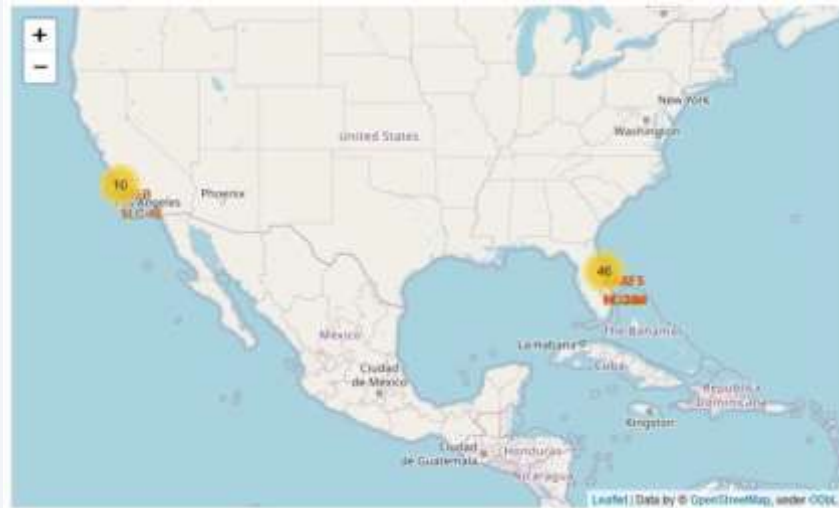 +
−
New York
Washington
United States
10
Phoenix
46
México
La Habana
The Bahamas
Cuba
Ciudad
de México
República
Dominicana
Kingston
Ciudad
de Guatemala
Honduras
Nicaragua
Leaflet | Data by © OpenStreetMap, under ODbL